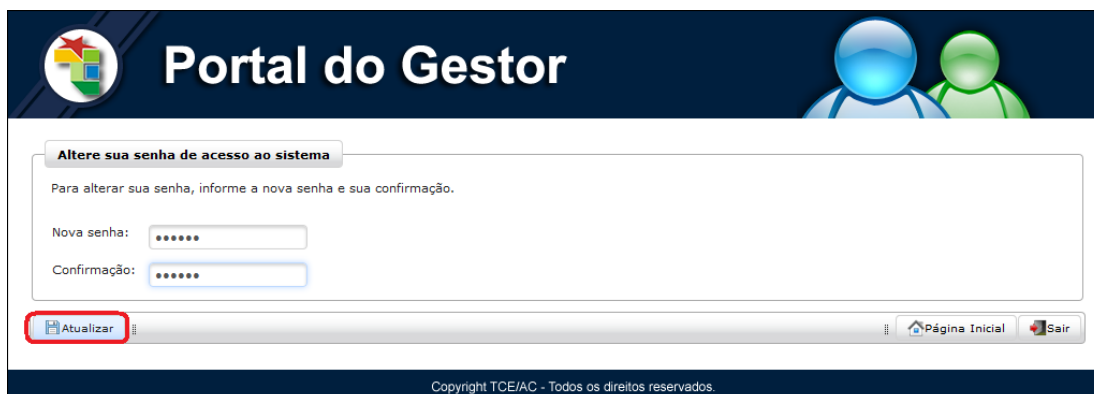 Portal do Gestor
Altere sua senha de acesso ao sistema
Para alterar sua senha, informe a nova senha e sua confirmação.
Nova senha: ••••••
Confirmação: ••••••
Atualizar Página Inicial Sair
Copyright TCE/AC - Todos os direitos reservados.